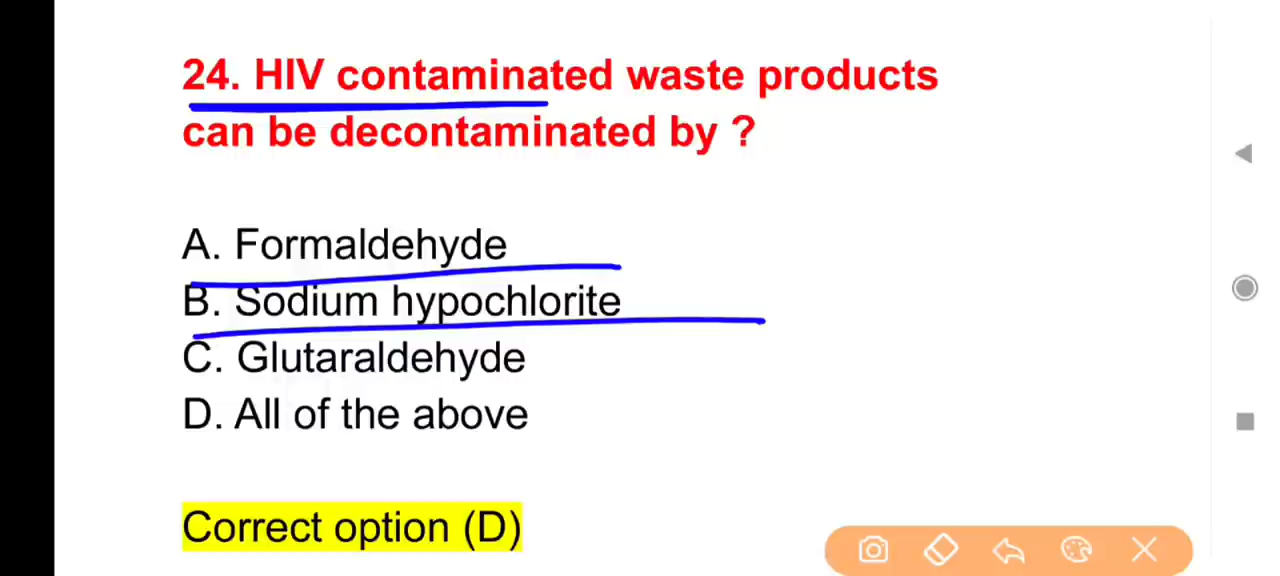 24. HIV contaminated waste products
can be decontaminated by ?
A. Formaldehyde
B. Sodium hypochlorite
C. Glutaraldehyde
D. All of the above
Correct option (D)